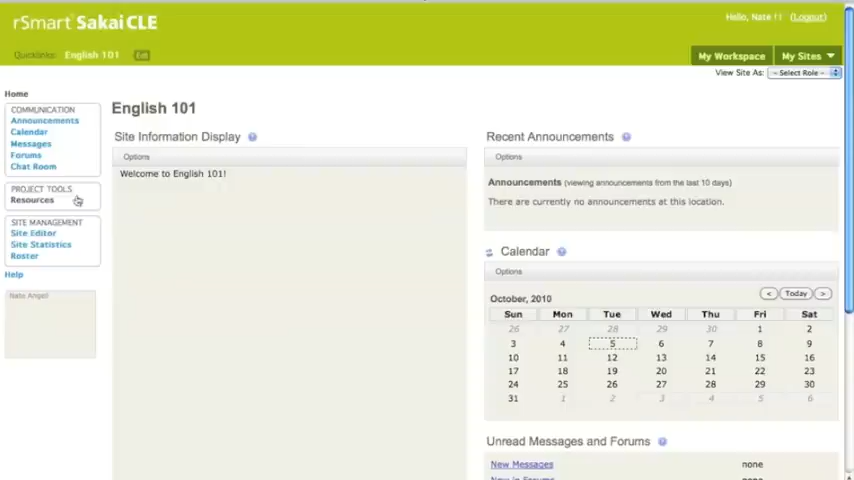 rSmart Sakai CLE
Hello, Nate !! (Logout)
Quicklinks: English 101 Edit
My Workspace My Sites
View Site As: -- Select Role --
Home
COMMUNICATION
Announcements
Calendar
Messages
Forums
Chat Room
PROJECT TOOLS
Resources
SITE MANAGEMENT
Site Editor
Site Statistics
Roster
Help
Nate Angell
English 101
Site Information Display ?
Options
Welcome to English 101!
Recent Announcements ?
Options
Announcements (viewing announcements from the last 10 days)
There are currently no announcements at this location.
Calendar ?
Options
October, 2010
< Today >
Sun Mon Tue Wed Thu Fri Sat
26 27 28 29 30 1 2
3 4 5 6 7 8 9
10 11 12 13 14 15 16
17 18 19 20 21 22 23
24 25 26 27 28 29 30
31 1 2 3 4 5 6
Unread Messages and Forums ?
New Messages none
New in Forums none